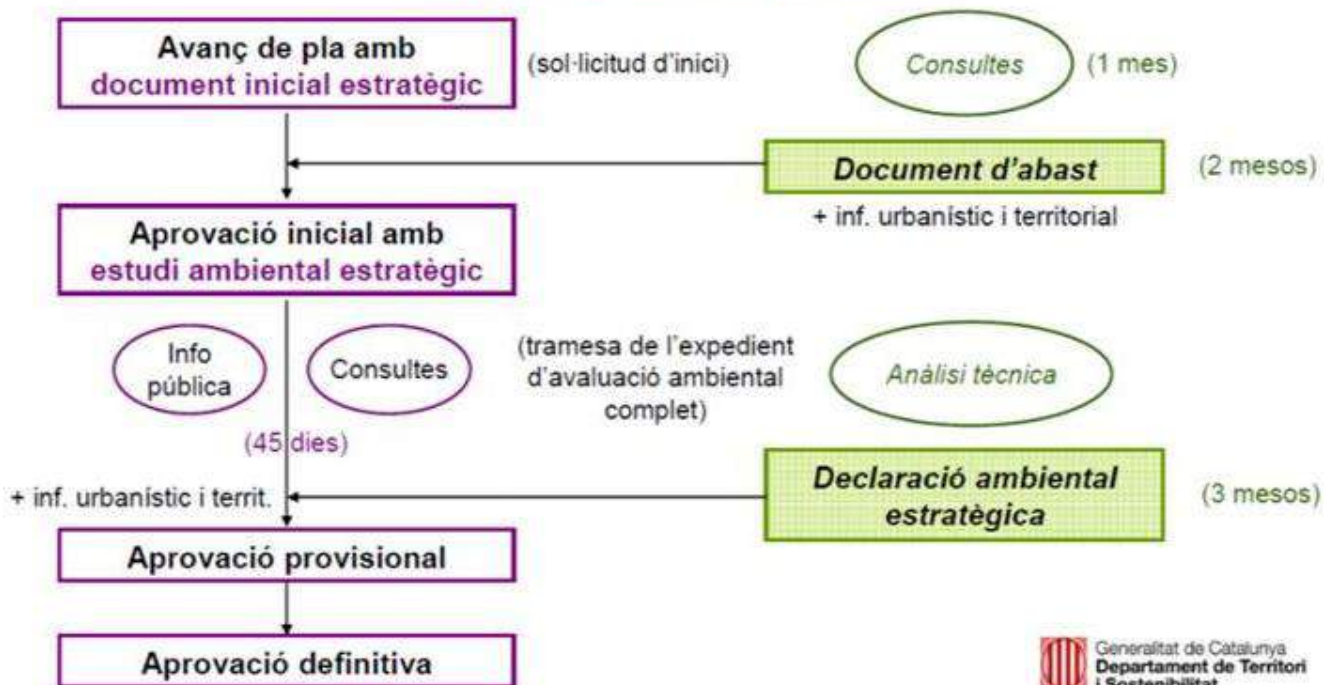 Avanç de pla amb
document inicial estratègic
(sol·licitud d'inici)
Consultes
(1 mes)
Document d'abast
(2 mesos)
+ inf. urbanístic i territorial
Aprovació inicial amb
estudi ambiental estratègic
Info
pública
Consultes
(45 dies)
(tramesa de l'expedient
d'avaluació ambiental
complet)
Anàlisi tècnica
Declaració ambiental
estratègica
(3 mesos)
+ inf. urbanístic i territ.
Aprovació provisional
Aprovació definitiva
Generalitat de Catalunya
Departament de Territori
i Sostenibilitat